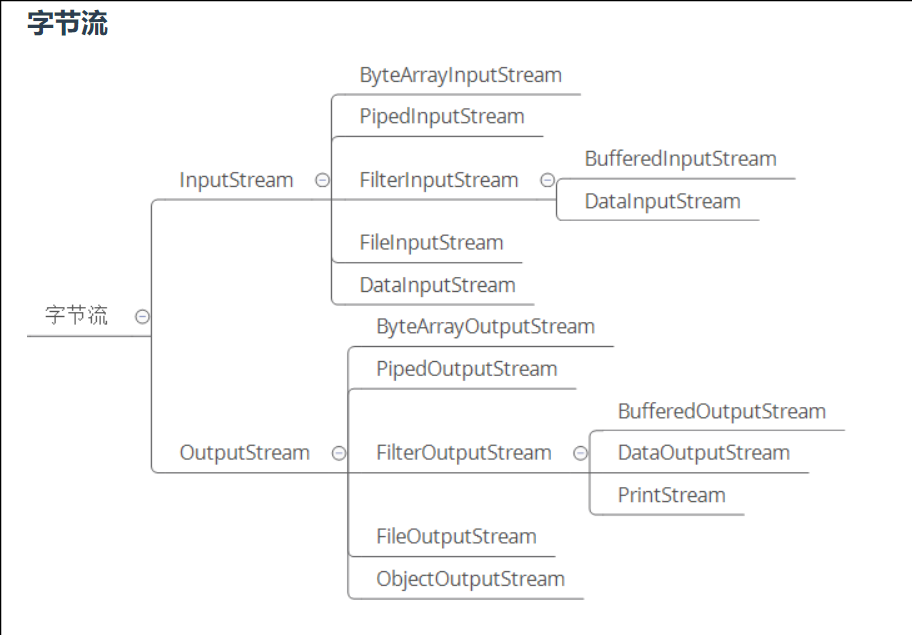 字节流
ByteArrayInputStream
PipedInputStream
InputStream
FilterInputStream
BufferedInputStream
DataInputStream
FileInputStream
DataInputStream
字节流
ByteArrayOutputStream
PipedOutputStream
OutputStream
FilterOutputStream
BufferedOutputStream
DataOutputStream
PrintStream
FileOutputStream
ObjectOutputStream